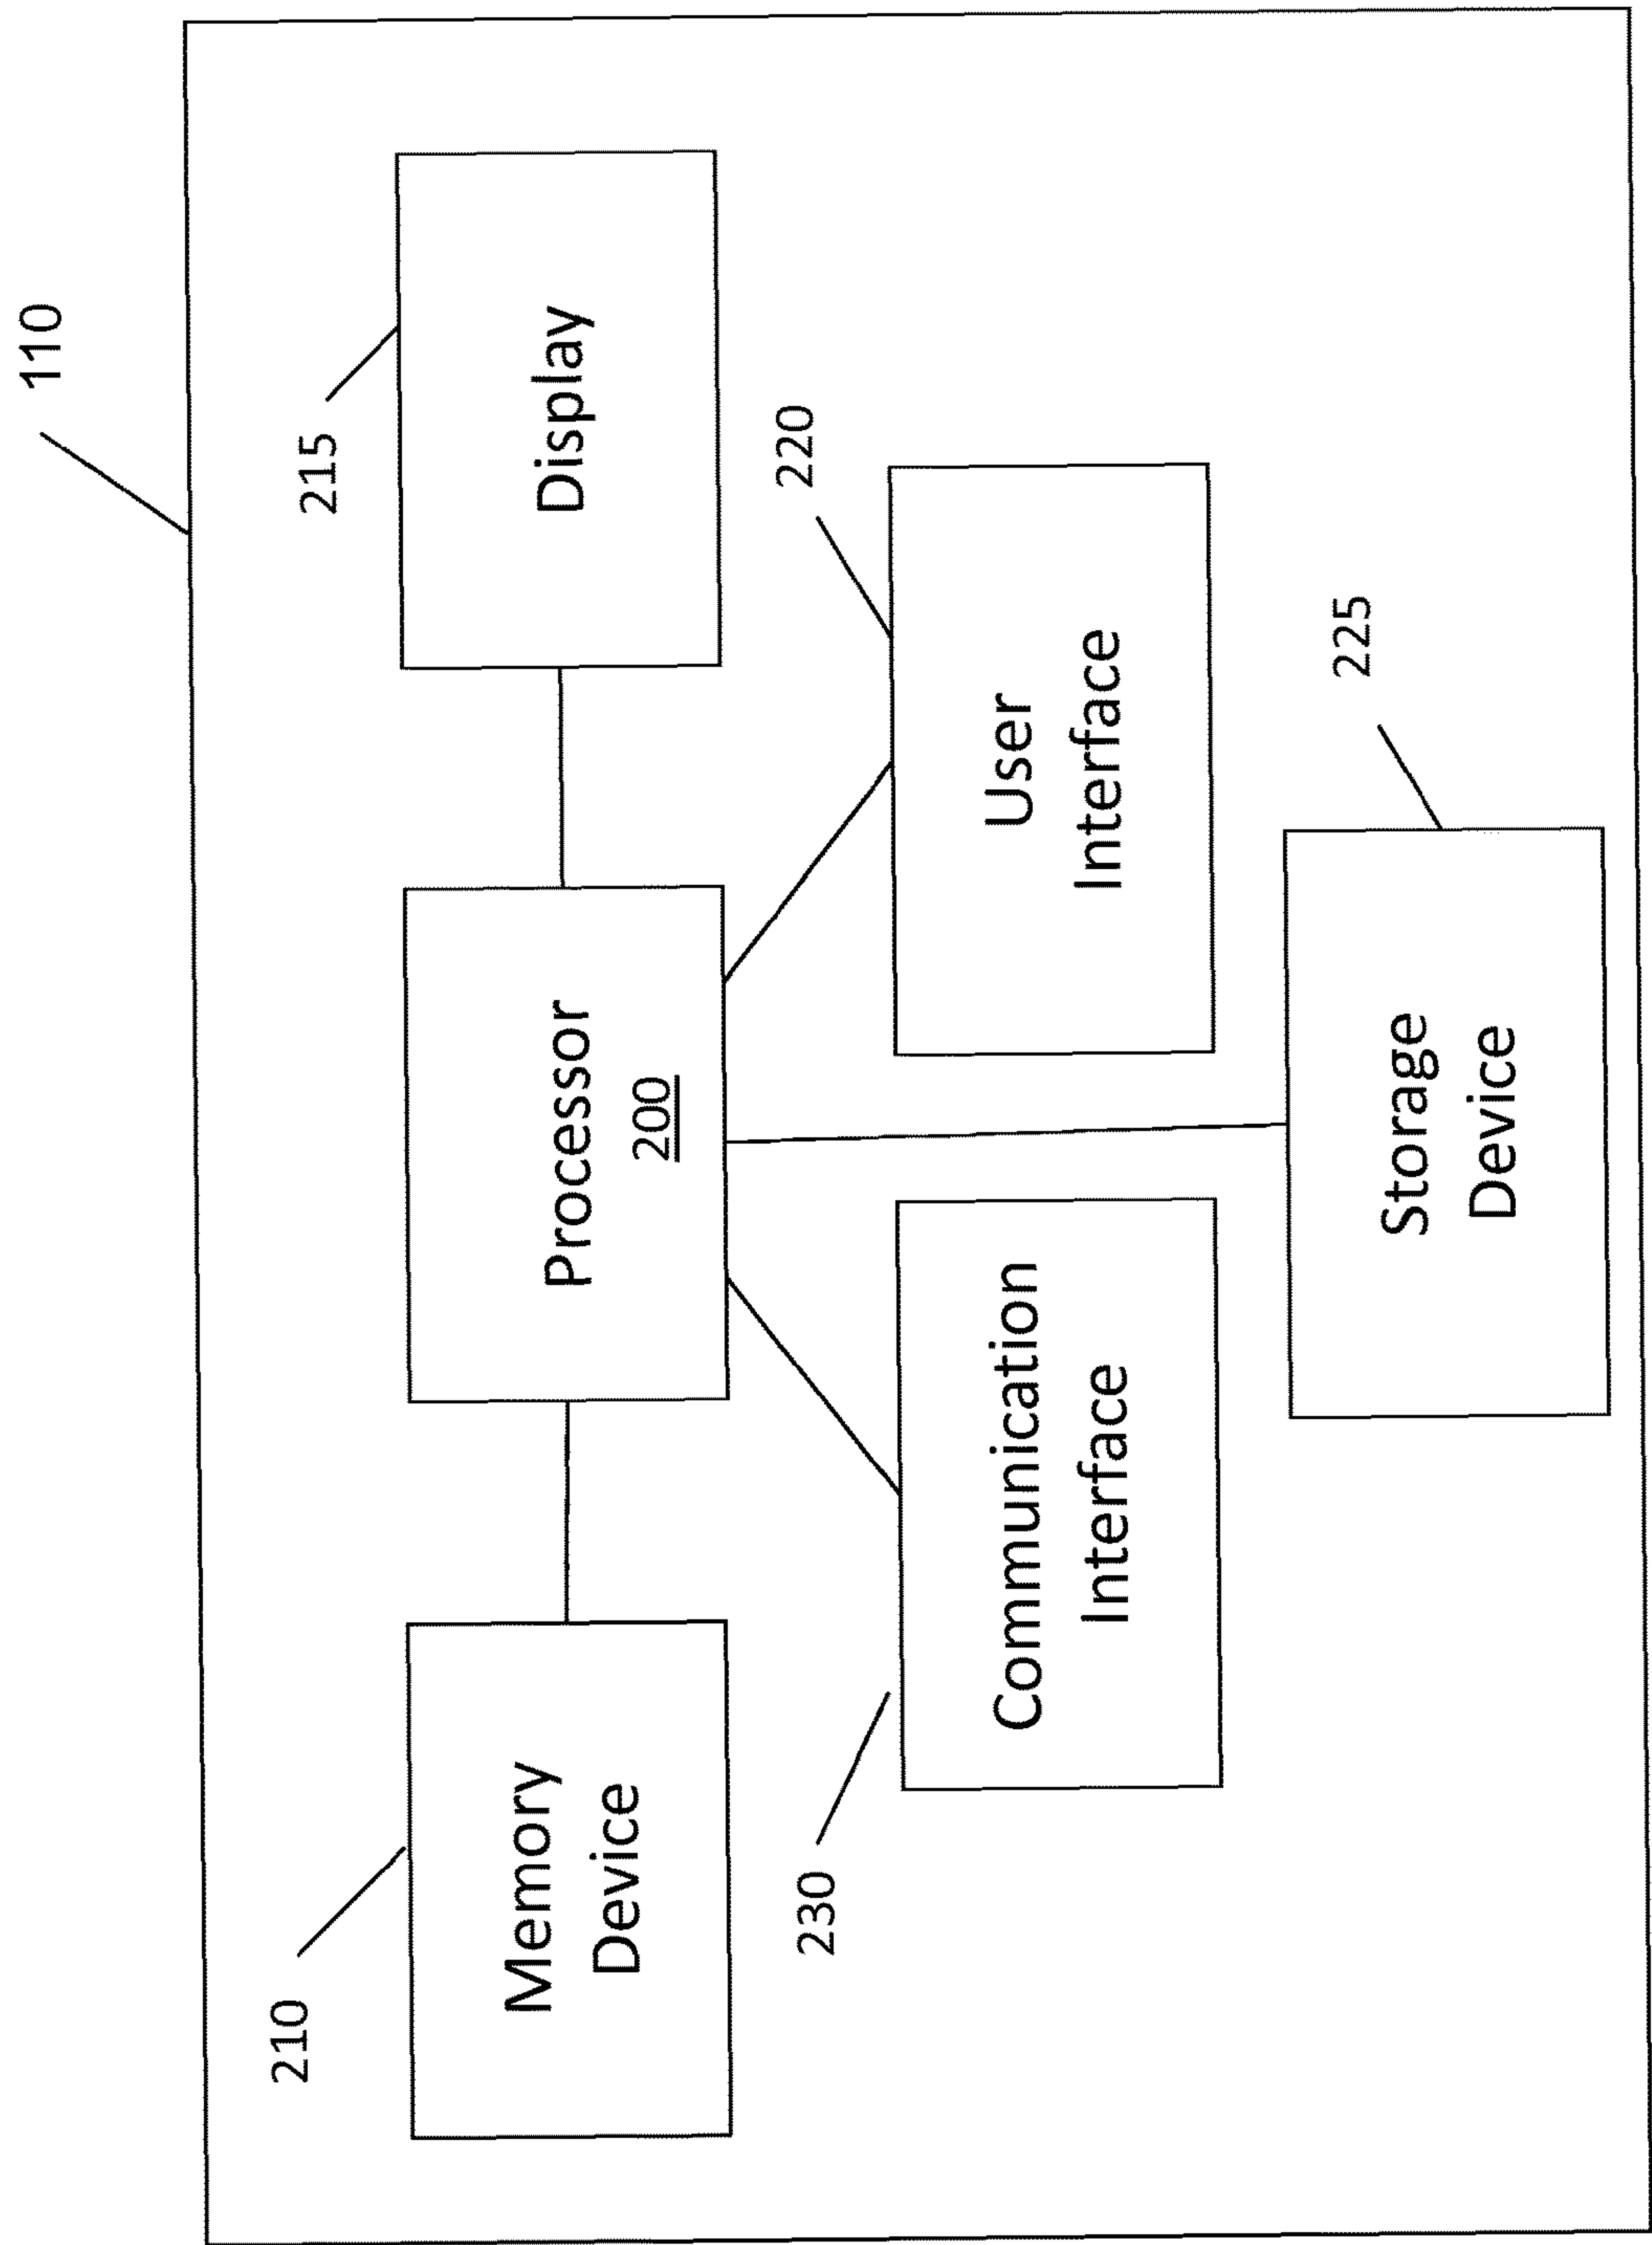 110
210
215
Memory
Device
Processor
200
Display
230
220
Communication
Interface
User
Interface
225
Storage
Device